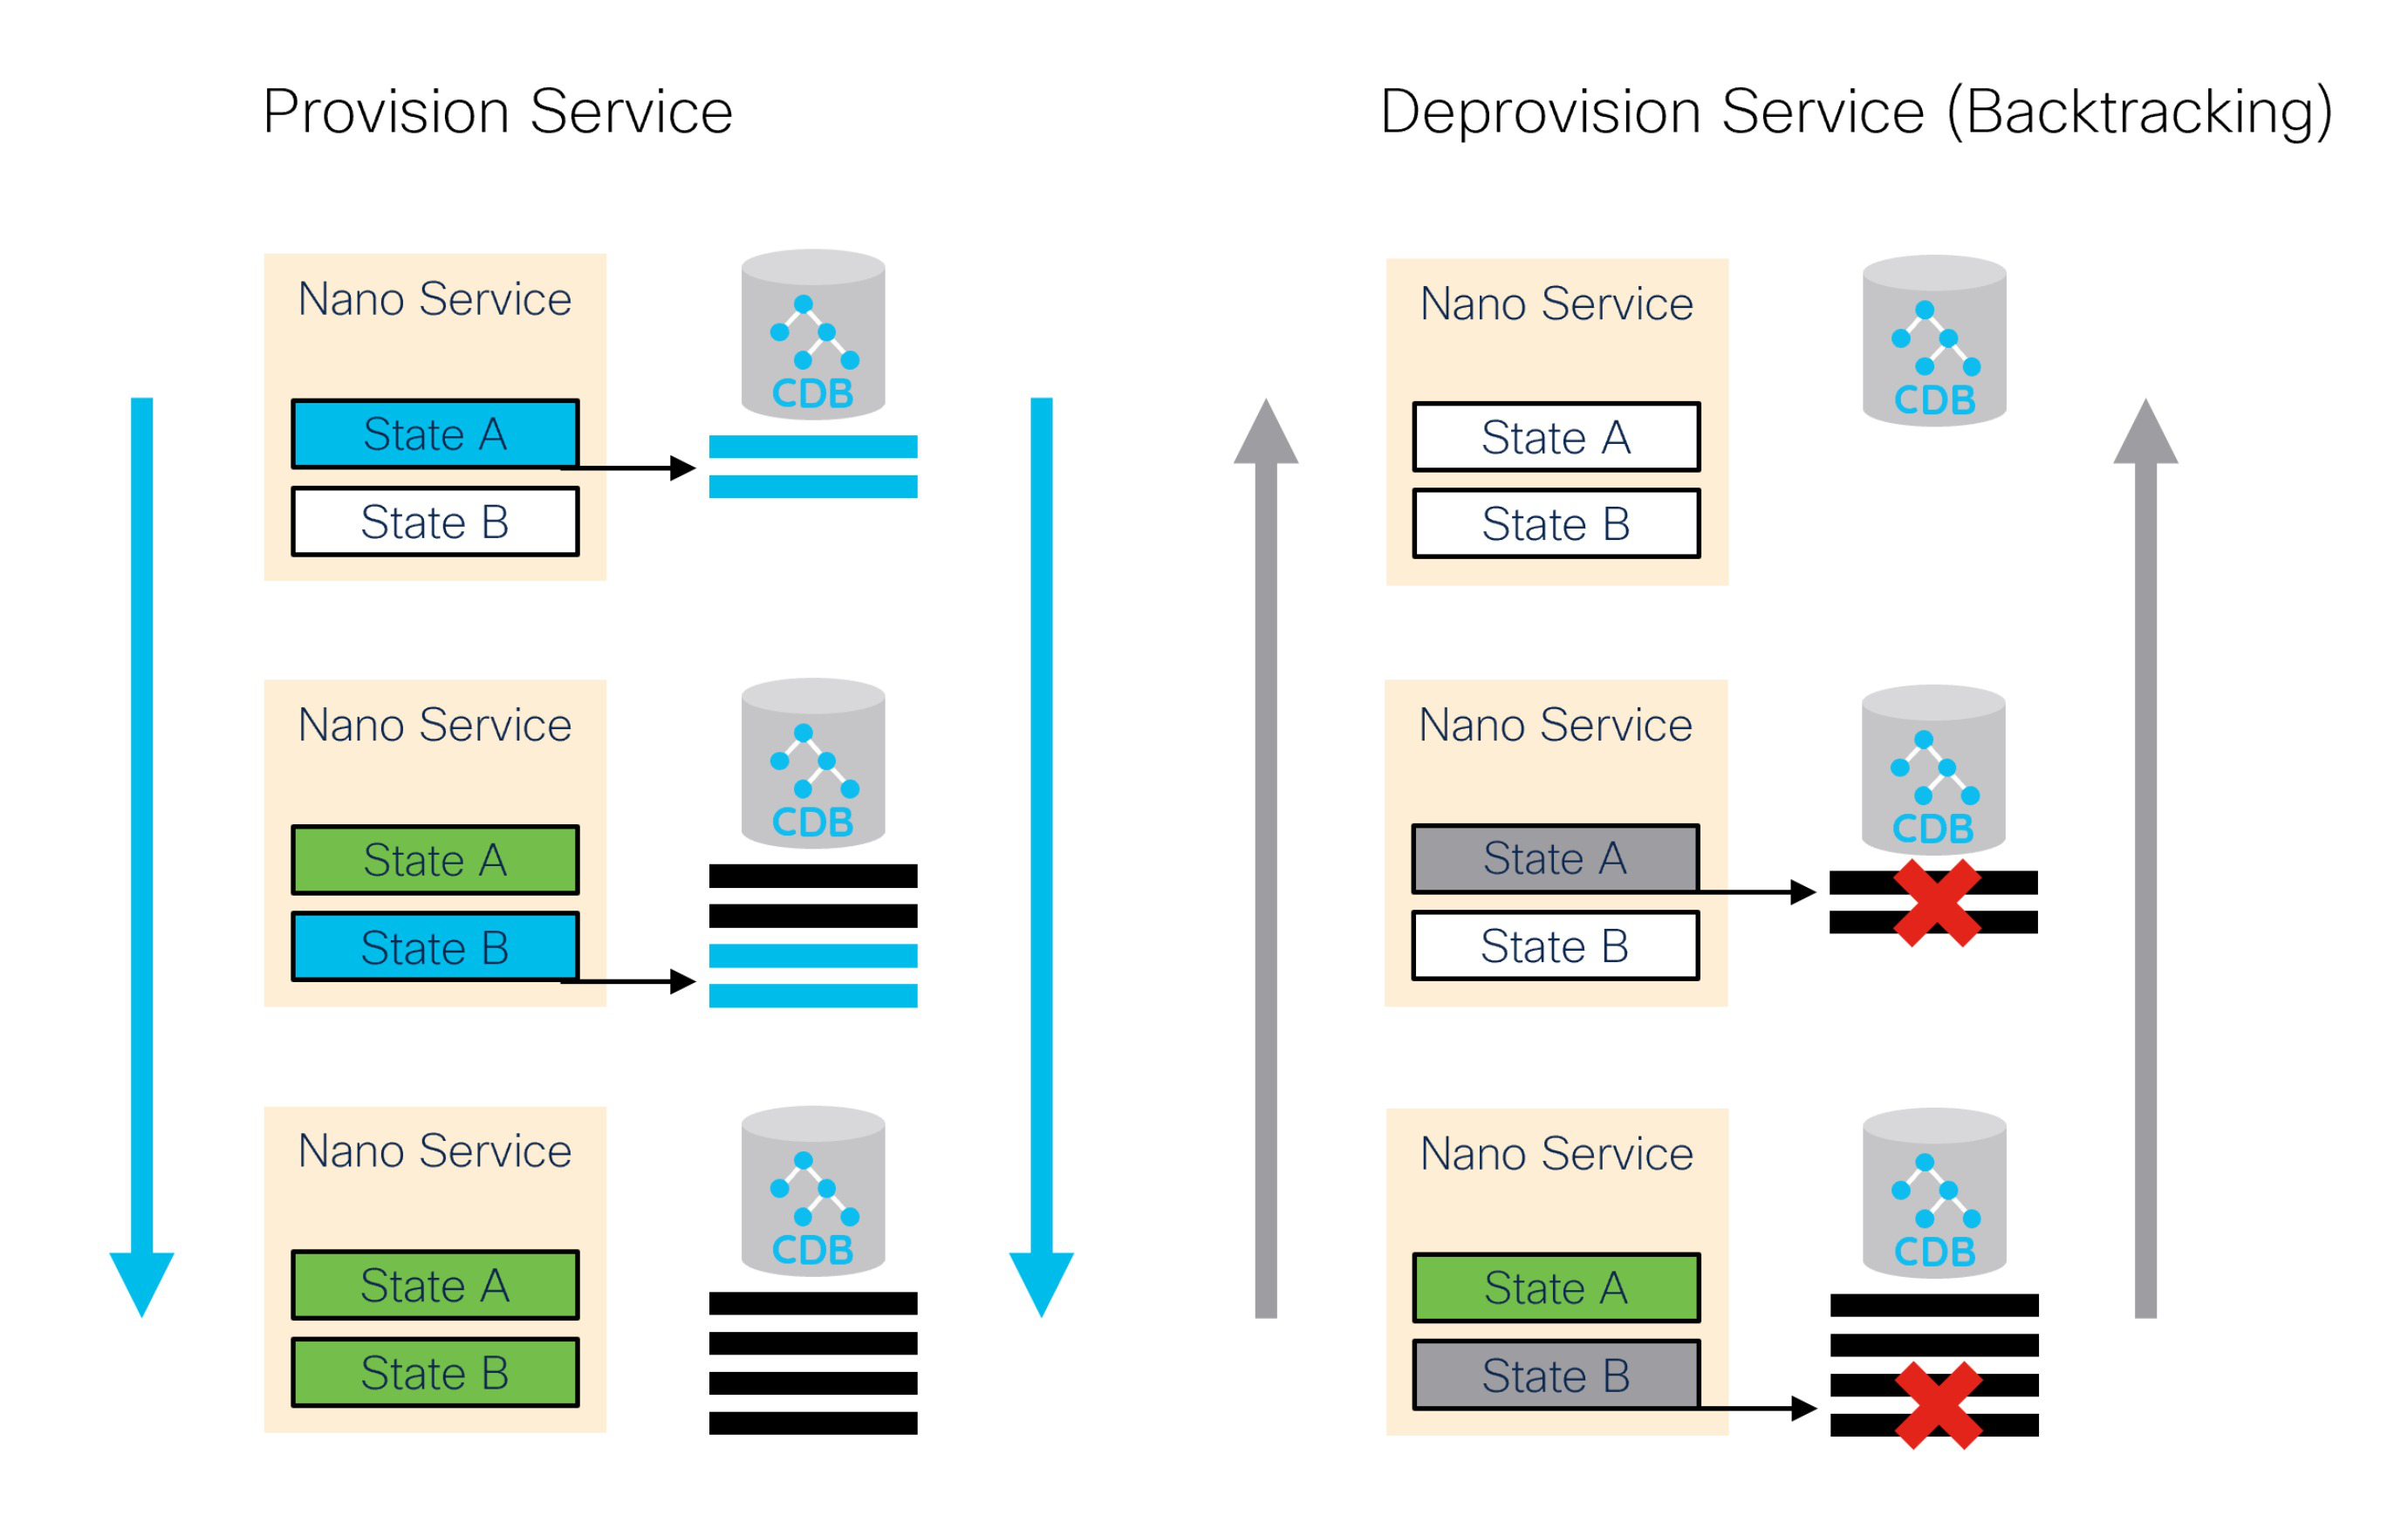 Provision Service
Nano Service
CDB
State A
State B
Nano Service
CDB
State A
State B
Nano Service
CDB
State A
State B
Deprovision Service (Backtracking)
Nano Service
CDB
State A
State B
Nano Service
CDB
State A
State B
Nano Service
CDB
State A
State B